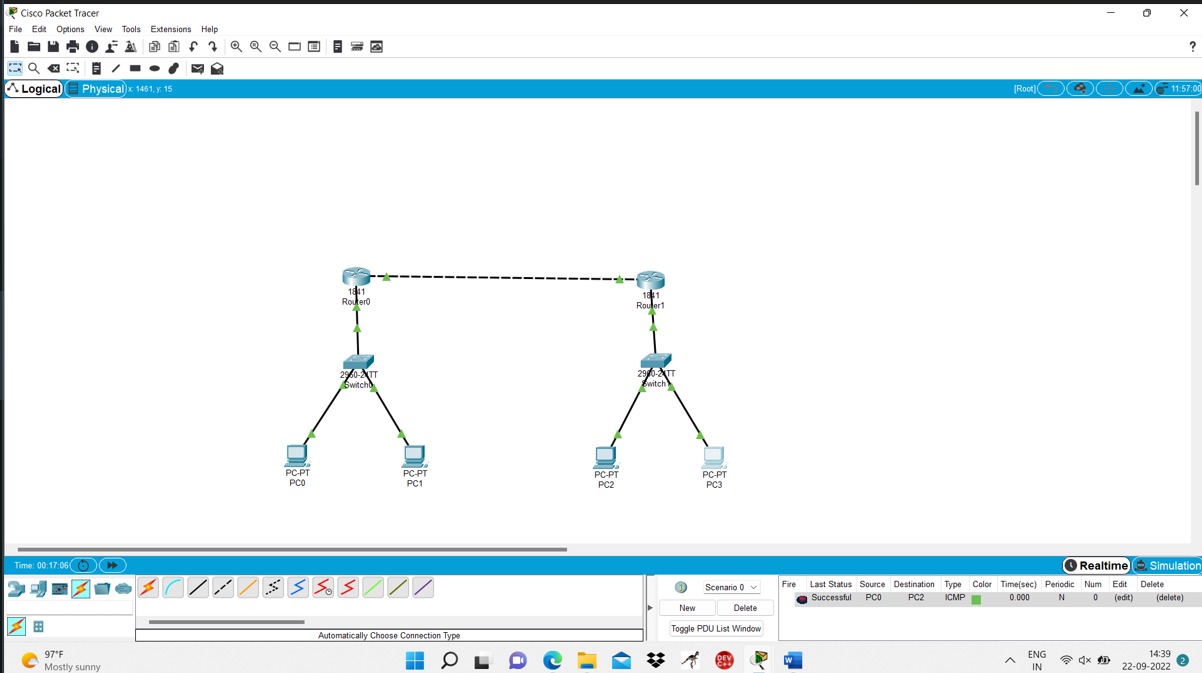 Cisco Packet Tracer
File Edit Options View Tools Extensions Help
?
Logical Physical x: 1461, y: 15 [Root] 11:57:00
1841
Router0
1841
Router1
2960-24TT
Switch0
2960-24TT
Switch1
PC-PT
PC0
PC-PT
PC1
PC-PT
PC2
PC-PT
PC3
Time: 00:17:06 Realtime Simulation
Scenario 0
New Delete
Toggle PDU List Window
Automatically Choose Connection Type
Fire Last Status Source Destination Type Color Time(sec) Periodic Num Edit Delete
Successful PC0 PC2 ICMP 0.000 N 0 (edit) (delete)
97°F
Mostly sunny
DEV C++
W
ENG
IN
14:39
22-09-2022
2